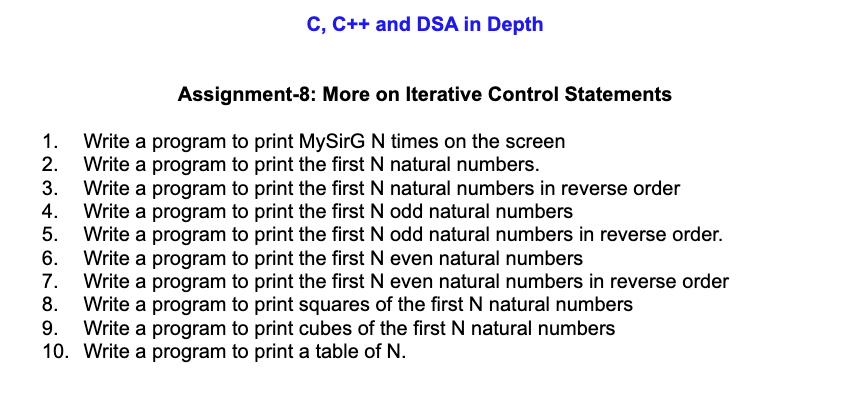 C, C++ and DSA in Depth
Assignment-8: More on Iterative Control Statements
1. Write a program to print MySirG N times on the screen
2. Write a program to print the first N natural numbers.
3. Write a program to print the first N natural numbers in reverse order
4. Write a program to print the first N odd natural numbers
5. Write a program to print the first N odd natural numbers in reverse order.
6. Write a program to print the first N even natural numbers
7. Write a program to print the first N even natural numbers in reverse order
8. Write a program to print squares of the first N natural numbers
9. Write a program to print cubes of the first N natural numbers
10. Write a program to print a table of N.